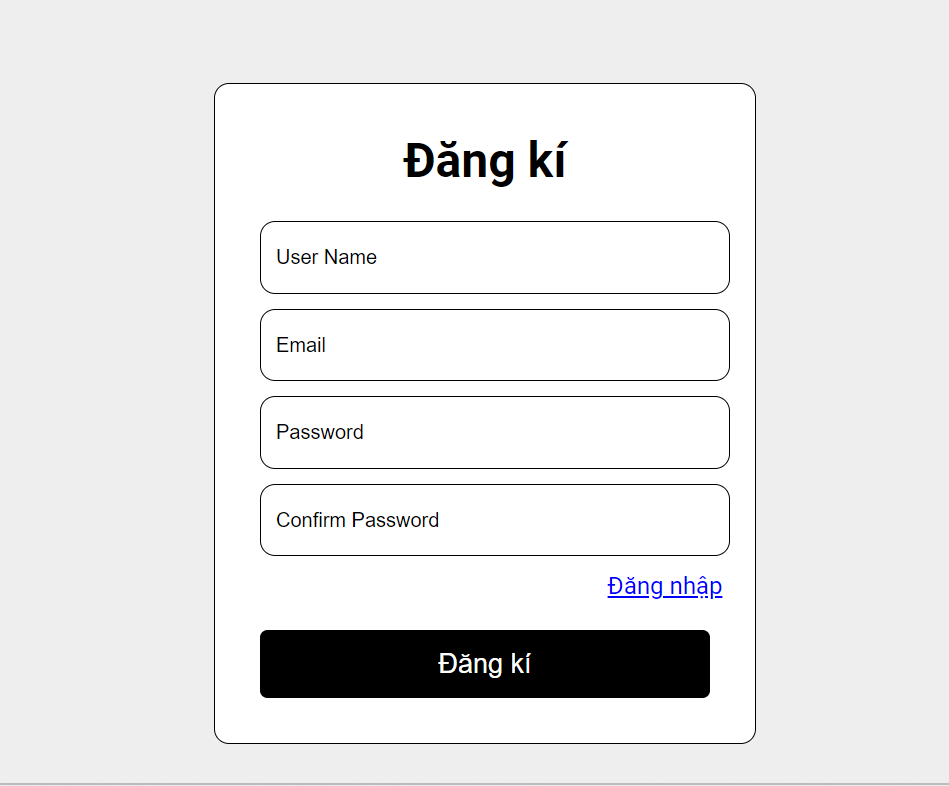 Đăng kí
User Name
Email
Password
Confirm Password
Đăng nhập
Đăng kí